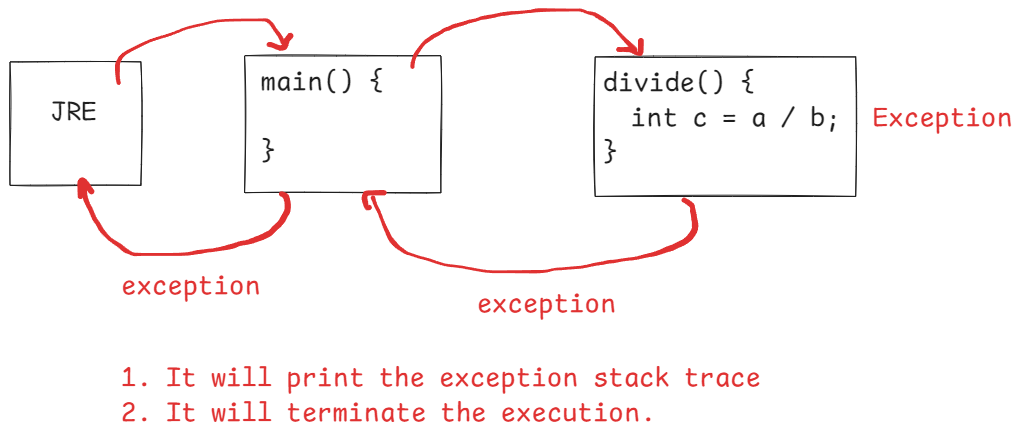 JRE
main() {
}
divide() {
int c = a / b;
}
Exception
exception
exception
1. It will print the exception stack trace
2. It will terminate the execution.